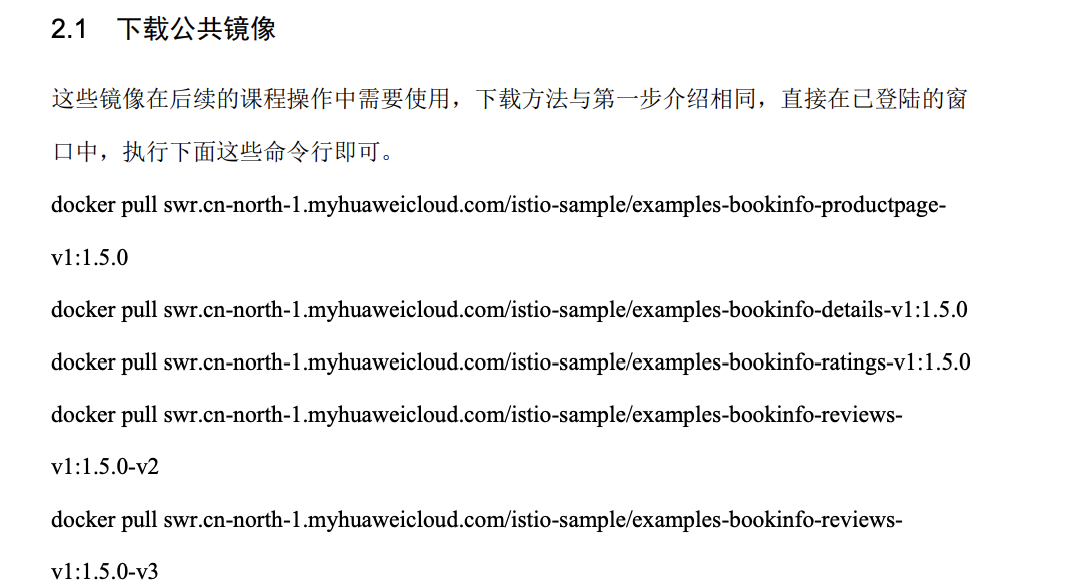 2.1 下载公共镜像
这些镜像在后续的课程操作中需要使用，下载方法与第一步介绍相同，直接在已登陆的窗
口中，执行下面这些命令行即可。
docker pull swr.cn-north-1.myhuaweicloud.com/istio-sample/examples-bookinfo-productpage-
v1:1.5.0
docker pull swr.cn-north-1.myhuaweicloud.com/istio-sample/examples-bookinfo-details-v1:1.5.0
docker pull swr.cn-north-1.myhuaweicloud.com/istio-sample/examples-bookinfo-ratings-v1:1.5.0
docker pull swr.cn-north-1.myhuaweicloud.com/istio-sample/examples-bookinfo-reviews-
v1:1.5.0-v2
docker pull swr.cn-north-1.myhuaweicloud.com/istio-sample/examples-bookinfo-reviews-
v1:1.5.0-v3